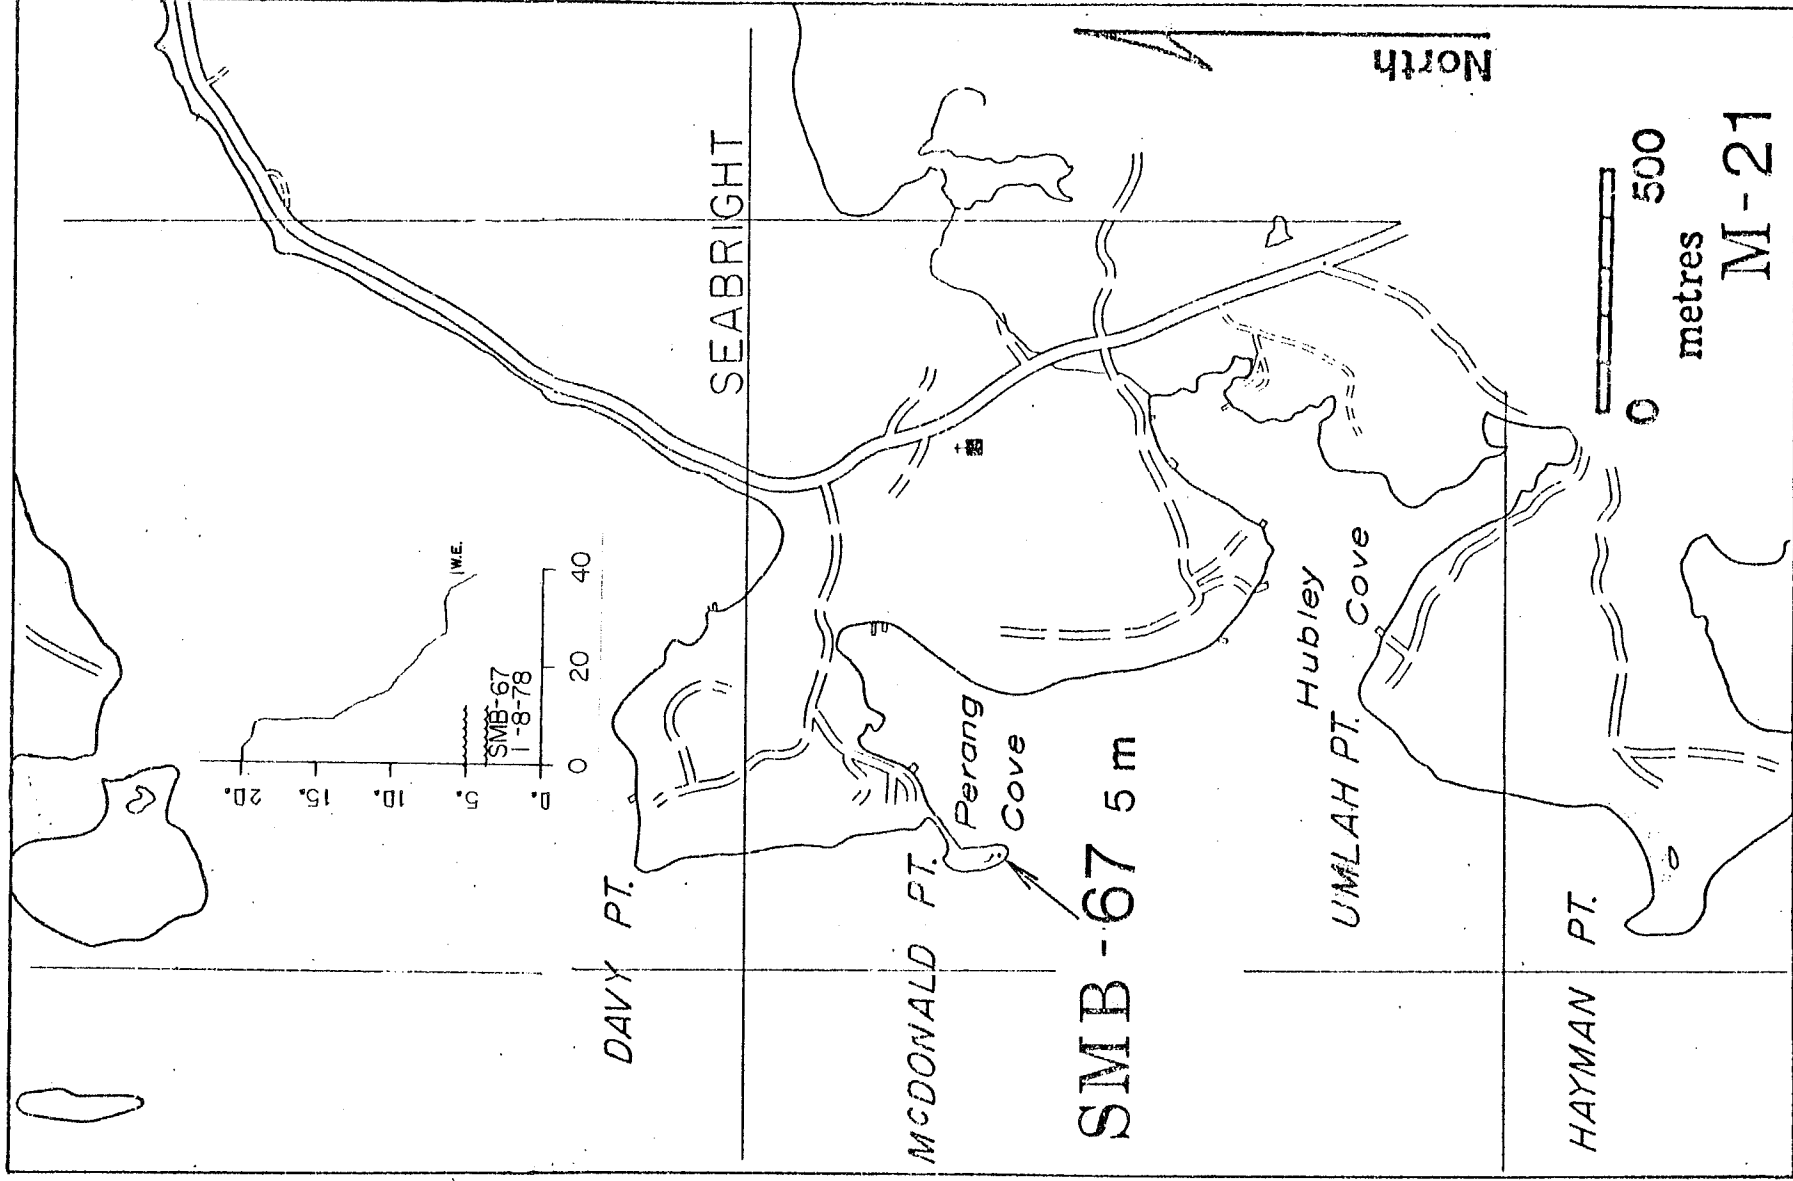 North
SEABRIGHT
W.E.
SMB-67
1-8-78
20.
15.
10.
5.
0.
0
20
40
DAVY PT.
McDONALD PT.
Perang
Cove
SMB-67 5 m
Hubley
Cove
UMLAH PT.
HAYMAN PT.
0
500
metres
M-21